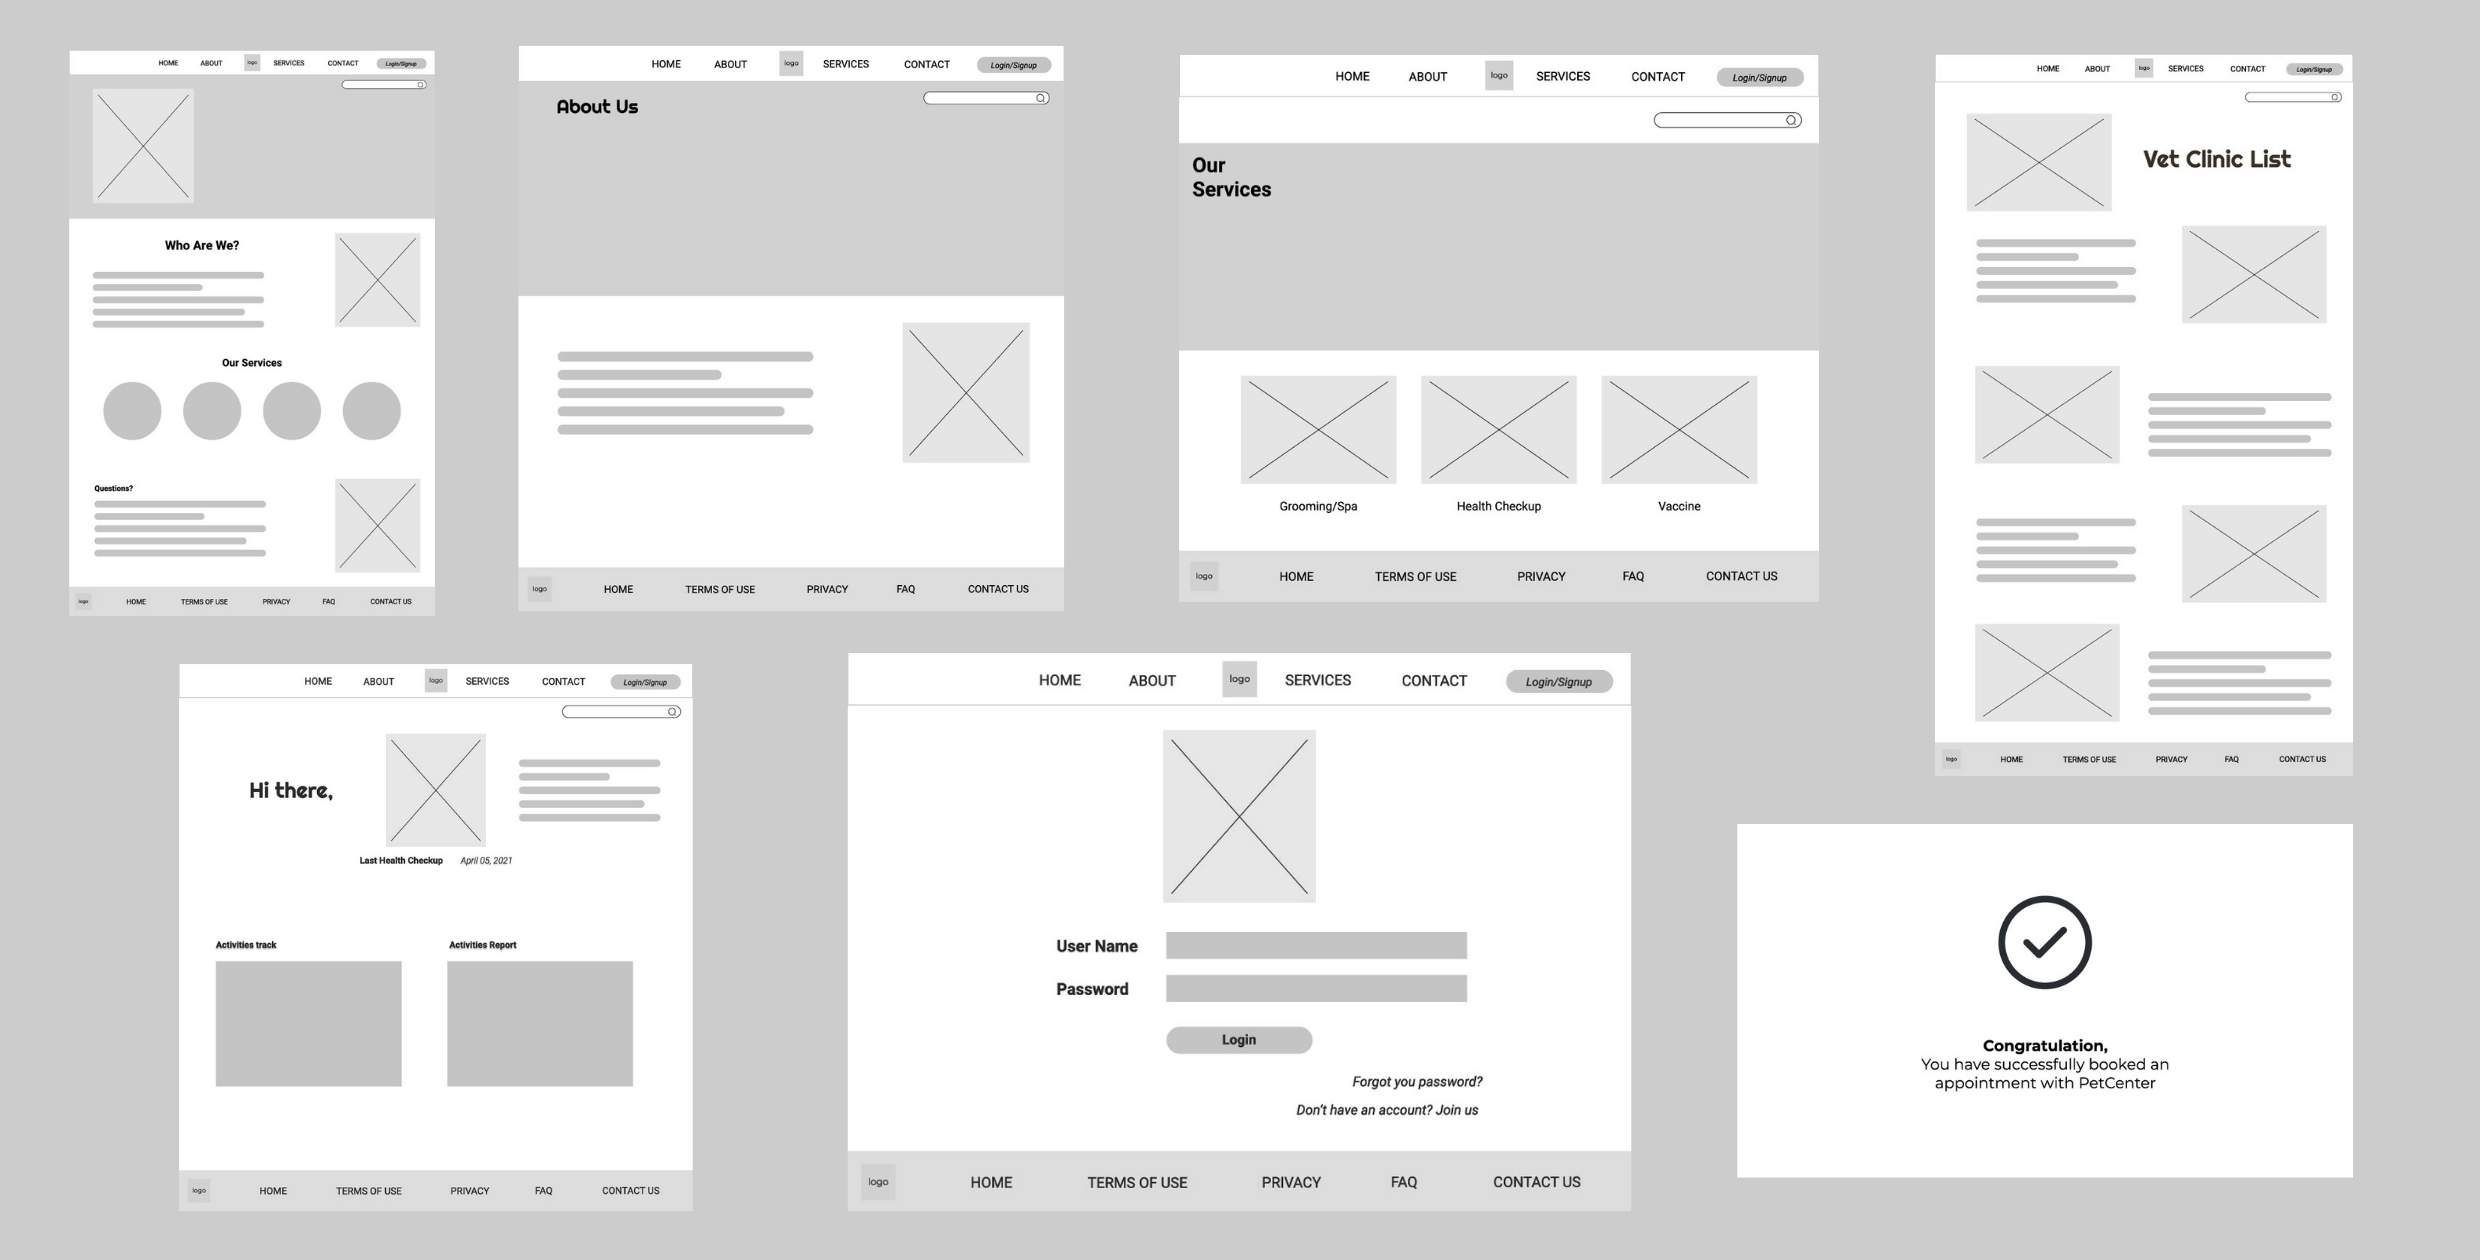 HOME ABOUT logo SERVICES CONTACT Login/Signup
Who Are We?
Our Services
Questions?
logo HOME TERMS OF USE PRIVACY FAQ CONTACT US
HOME ABOUT logo SERVICES CONTACT Login/Signup
About Us
logo HOME TERMS OF USE PRIVACY FAQ CONTACT US
HOME ABOUT logo SERVICES CONTACT Login/Signup
Our
Services
Grooming/Spa Health Checkup Vaccine
logo HOME TERMS OF USE PRIVACY FAQ CONTACT US
HOME ABOUT logo SERVICES CONTACT Login/Signup
Vet Clinic List
logo HOME TERMS OF USE PRIVACY FAQ CONTACT US
HOME ABOUT logo SERVICES CONTACT Login/Signup
Hi there,
Last Health Checkup April 05, 2021
Activities track Activities Report
logo HOME TERMS OF USE PRIVACY FAQ CONTACT US
HOME ABOUT logo SERVICES CONTACT Login/Signup
User Name
Password
Login
Forgot you password?
Don't have an account? Join us
logo HOME TERMS OF USE PRIVACY FAQ CONTACT US
Congratulation,
You have successfully booked an
appointment with PetCenter